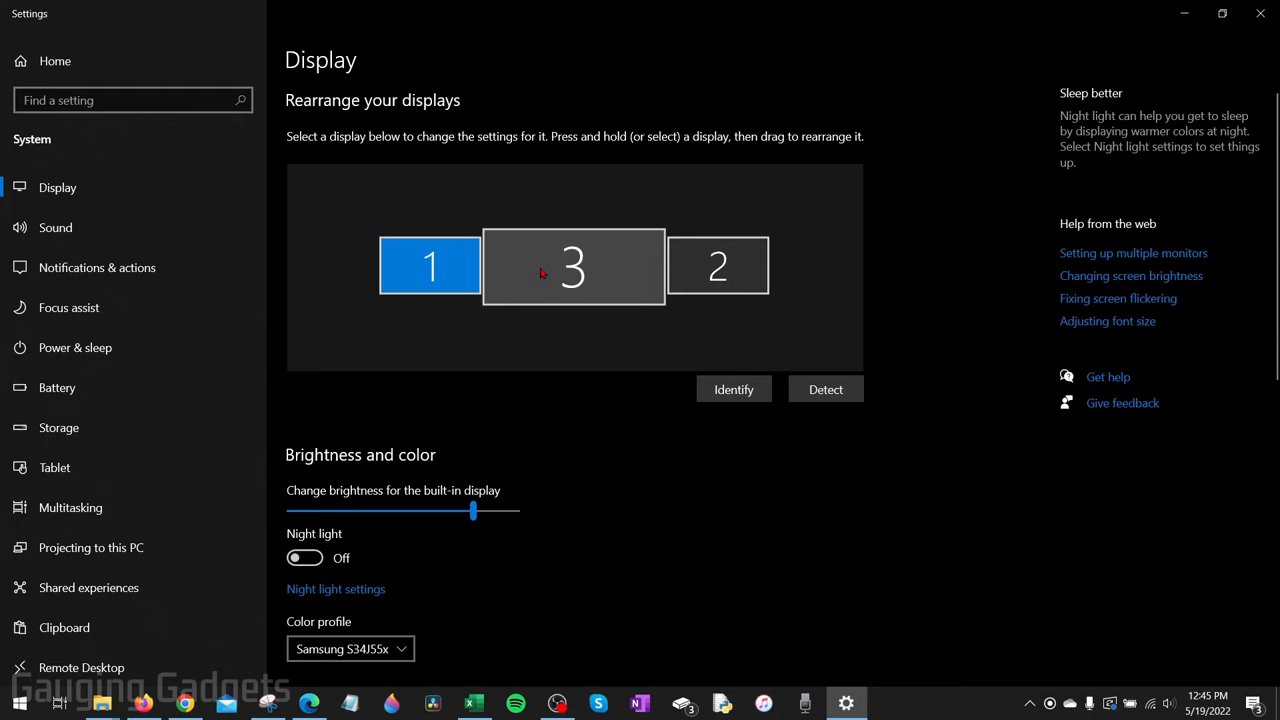 Settings
Home
Find a setting
System
Display
Sound
Notifications & actions
Focus assist
Power & sleep
Battery
Storage
Tablet
Multitasking
Projecting to this PC
Shared experiences
Clipboard
Remote Desktop
Display
Rearrange your displays
Select a display below to change the settings for it. Press and hold (or select) a display, then drag to rearrange it.
1
3
2
Identify
Detect
Brightness and color
Change brightness for the built-in display
Night light
Off
Night light settings
Color profile
Samsung S34J55x
Sleep better
Night light can help you get to sleep
by displaying warmer colors at night.
Select Night light settings to set things
up.
Help from the web
Setting up multiple monitors
Changing screen brightness
Fixing screen flickering
Adjusting font size
Get help
Give feedback
Gauging Gadgets
3
12:45 PM
5/19/2022
3